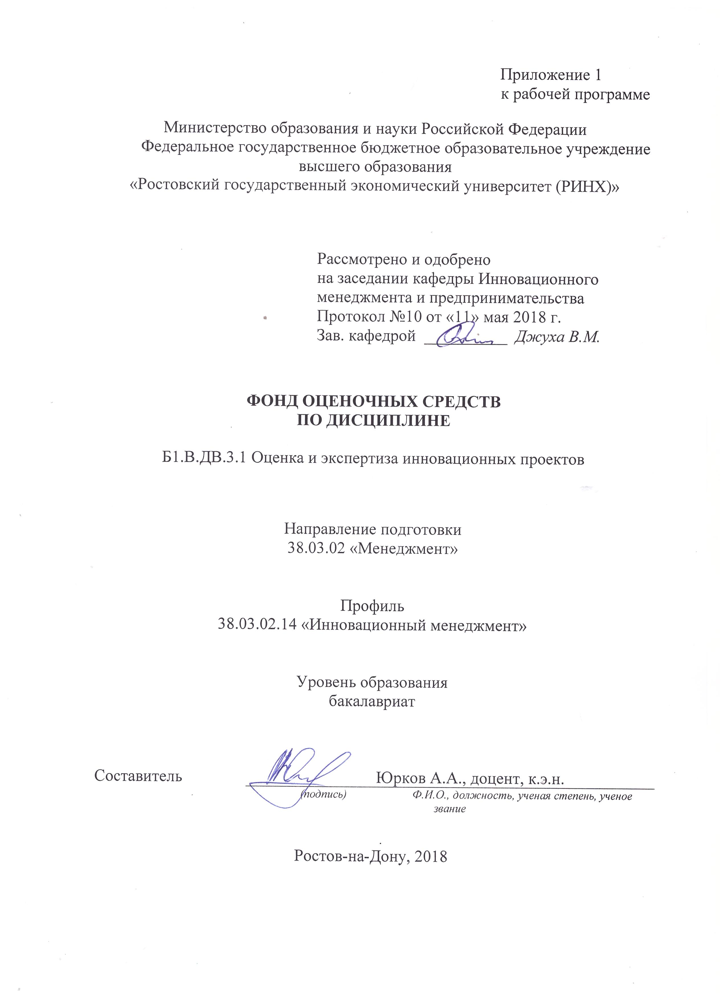 Приложение 1
к рабочей программе
Министерство образования и науки Российской Федерации
Федеральное государственное бюджетное образовательное учреждение
высшего образования
«Ростовский государственный экономический университет (РИНХ)»
Рассмотрено и одобрено
на заседании кафедры Инновационного
менеджмента и предпринимательства
Протокол №10 от «11» мая 2018 г.
Зав. кафедрой __________ Джуха В.М.
ФОНД ОЦЕНОЧНЫХ СРЕДСТВ
ПО ДИСЦИПЛИНЕ
Б1.В.ДВ.3.1 Оценка и экспертиза инновационных проектов
Направление подготовки
38.03.02 «Менеджмент»
Профиль
38.03.02.14 «Инновационный менеджмент»
Уровень образования
бакалавриат
Составитель Юрков А.А., доцент, к.э.н.
(подпись) Ф.И.О., должность, ученая степень, ученое
звание
Ростов-на-Дону, 2018